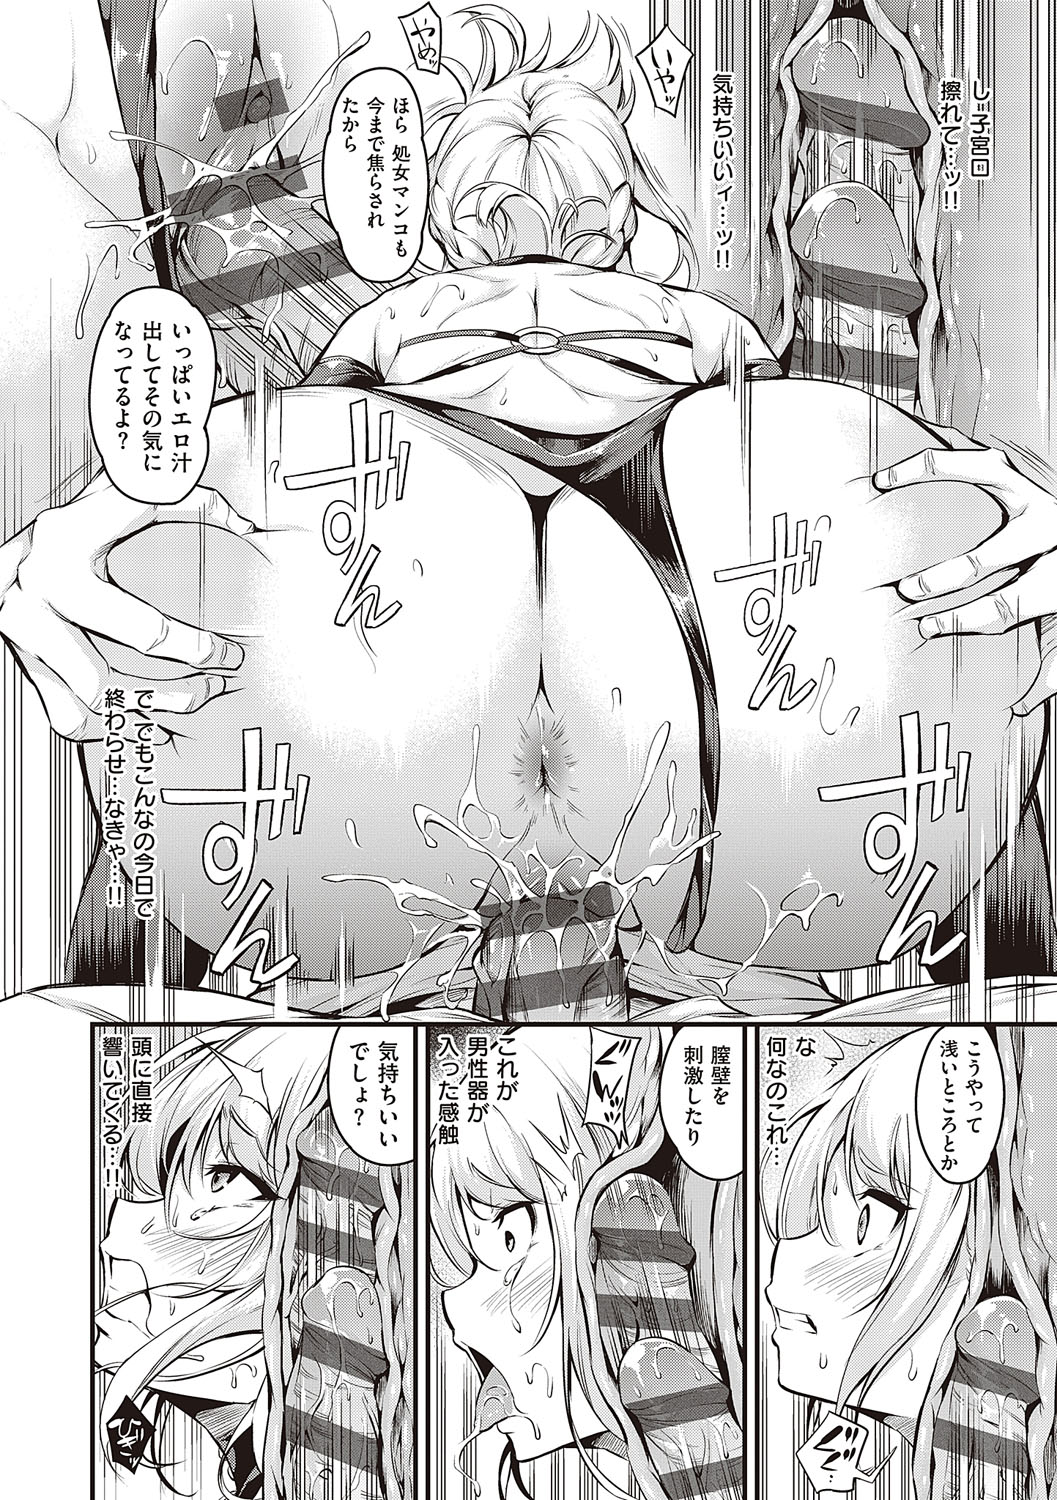 し…子宮口
擦れて…ッ!!
気持ちいいィ…ッ!!
いやッ
やめッ
ほら 処女マンコも
今まで焦らされ
たから
いっぱいエロ汁
出してその気に
なってるよ?
ずん
ずん
ずん
ずん
で でもこんなの今日で
終わらせ…なきゃ…!!
こうやって
浅いところとか
な
何なのこれ…
膣壁を
刺激したり
これが
男性器が
入った感触
気持ちいい
でしょ?
頭に直接
響いてくる…!!